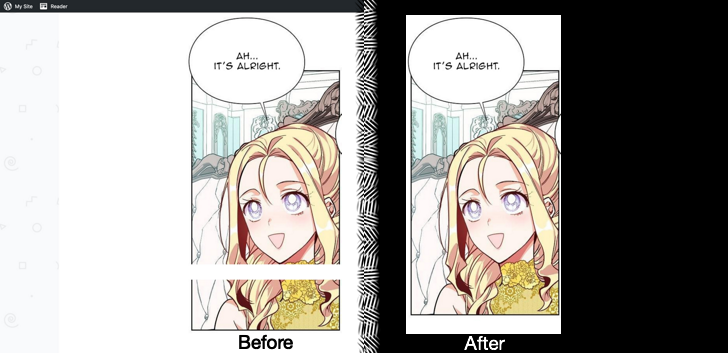 My Site
Reader
AH...
IT'S ALRIGHT.
AH...
IT'S ALRIGHT.
Before
After